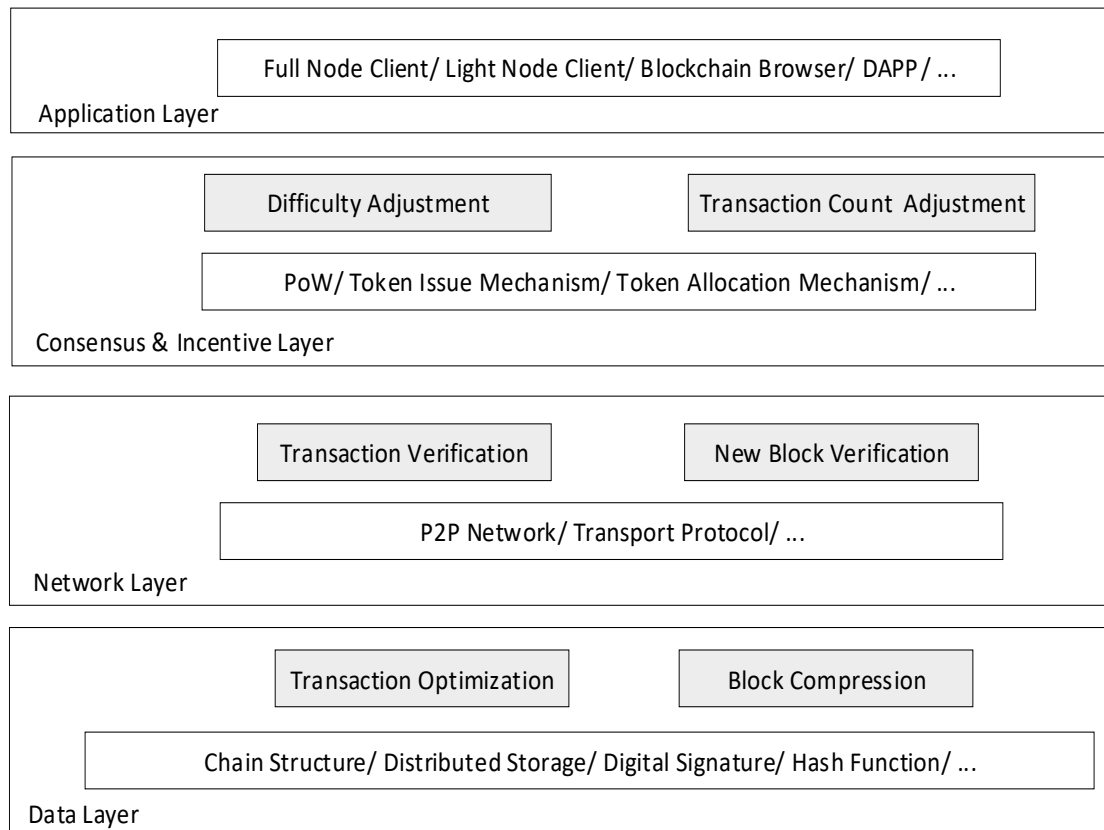 Full Node Client/ Light Node Client/ Blockchain Browser/ DAPP/ ...
Application Layer
Difficulty Adjustment
Transaction Count Adjustment
PoW/ Token Issue Mechanism/ Token Allocation Mechanism/ ...
Consensus & Incentive Layer
Transaction Verification
New Block Verification
P2P Network/ Transport Protocol/ ...
Network Layer
Transaction Optimization
Block Compression
Chain Structure/ Distributed Storage/ Digital Signature/ Hash Function/ ...
Data Layer